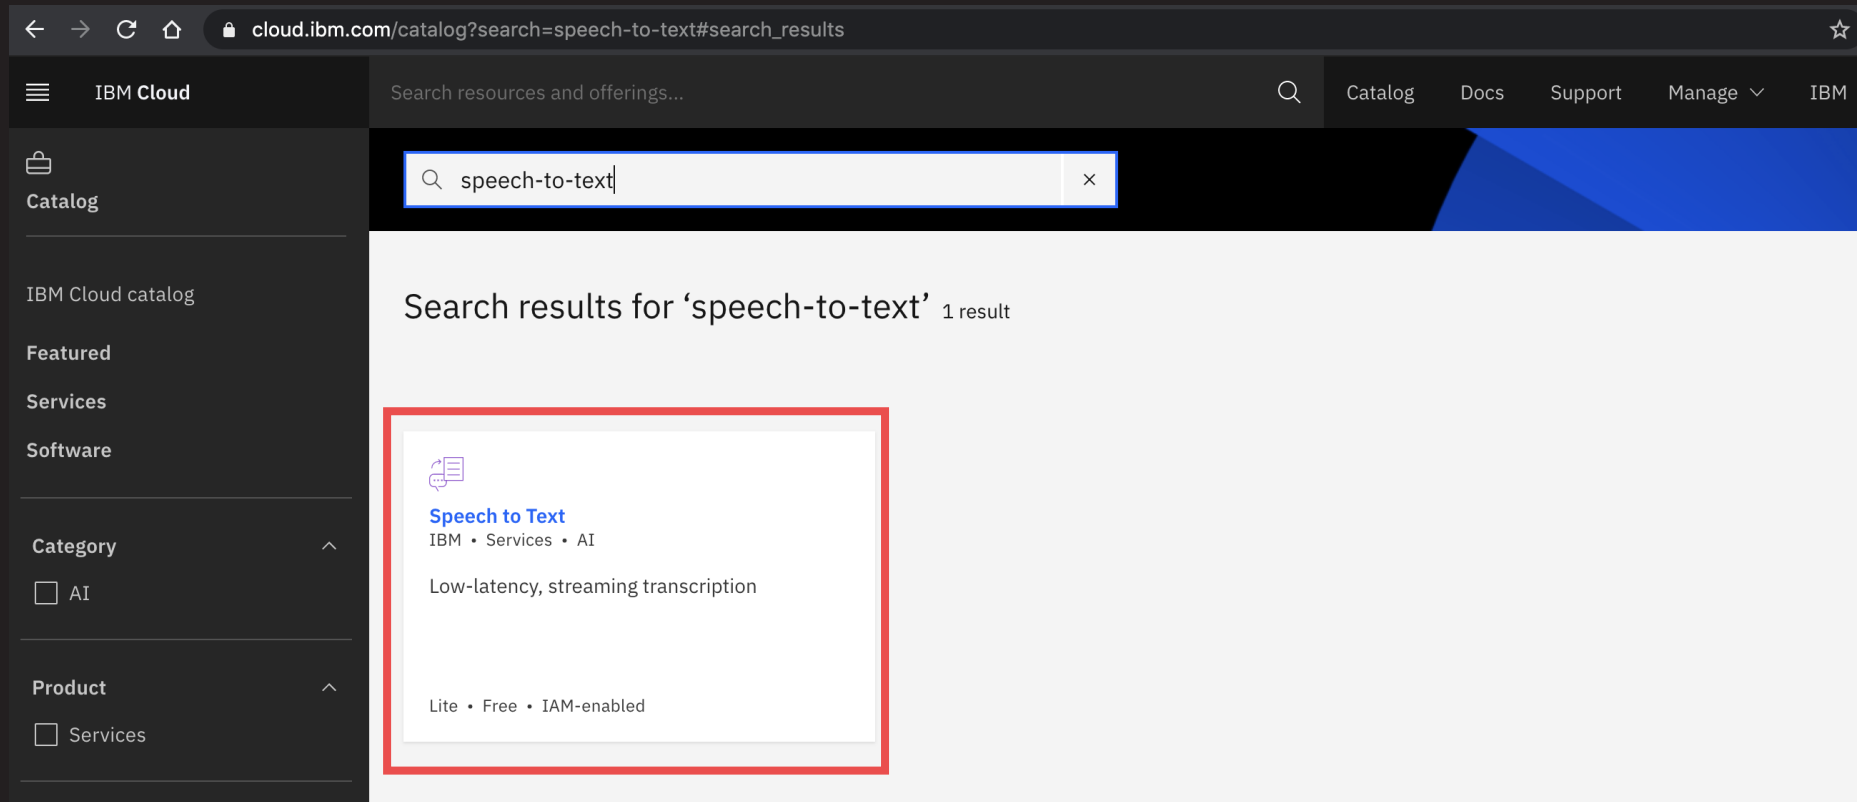 cloud.ibm.com/catalog?search=speech-to-text#search_results
IBM Cloud
Search resources and offerings...
Catalog
Docs
Support
Manage
IBM
Catalog
IBM Cloud catalog
Featured
Services
Software
Category
AI
Product
Services
speech-to-text
Search results for ‘speech-to-text’ 1 result
Speech to Text
IBM • Services • AI
Low-latency, streaming transcription
Lite • Free • IAM-enabled